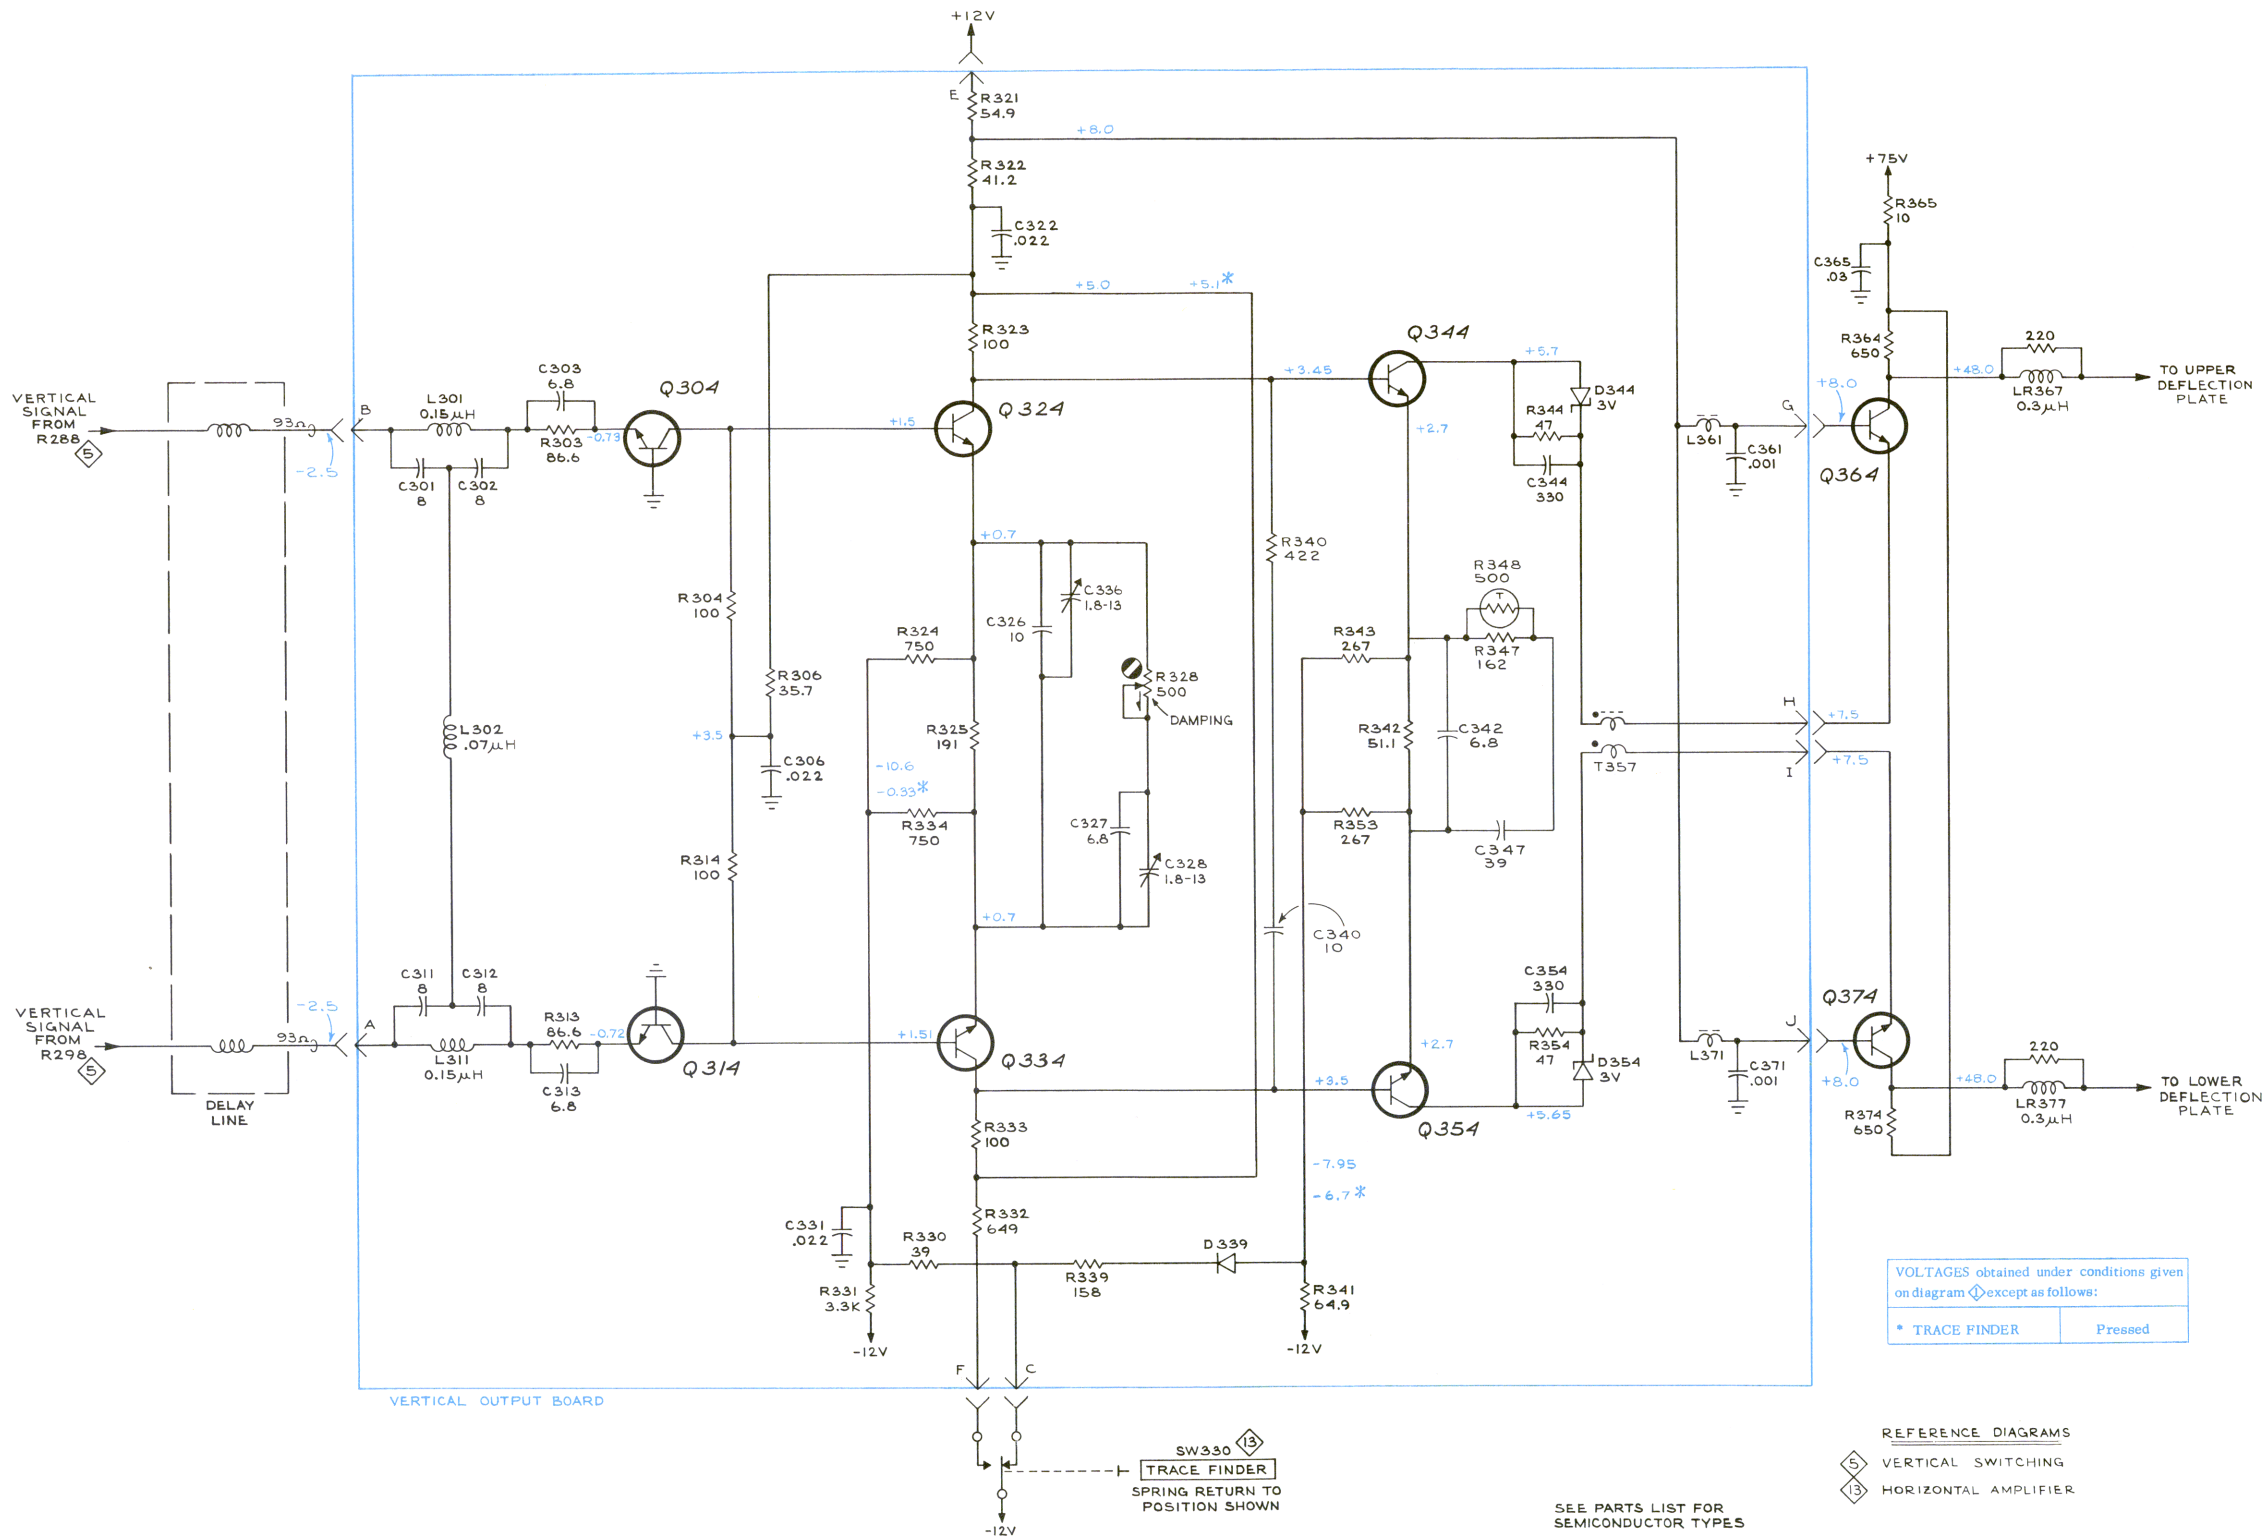 +12V
E
R321
54.9
+8.0
R322
41.2
+75V
R365
10
C322
.022
C365
.03
+5.0
+5.1*
R323
100
Q344
R364
650
220
C303
6.8
Q304
+5.7
+3.45
D344
3V
+8.0
+48.0
LR367
0.3µH
TO UPPER
DEFLECTION
PLATE
VERTICAL
SIGNAL
FROM
R288
5
93Ω
B
L301
0.15µH
Q324
R344
47
G
R303
86.6
-0.73
+1.5
+2.7
L361
C361
.001
Q364
-2.5
C301
8
C302
8
C344
330
+0.7
R340
422
R348
500
T
C336
1.8-13
R304
100
C326
10
R324
750
R343
267
R347
162
R306
35.7
R328
500
DAMPING
H
+7.5
L302
.07µH
+3.5
R325
191
R342
51.1
C342
6.8
+7.5
T357
I
C306
.022
-10.6
-0.33*
R334
750
C327
6.8
R353
267
C347
39
R314
100
C328
1.8-13
+0.7
C340
10
C311
8
C312
8
C354
330
Q374
VERTICAL
SIGNAL
FROM
R298
5
-2.5
93Ω
A
R313
86.6
-0.72
+1.51
J
L311
0.15µH
Q314
Q334
+2.7
R354
47
D354
3V
L371
C371
.001
+8.0
+48.0
220
LR377
0.3µH
TO LOWER
DEFLECTION
PLATE
C313
6.8
+3.5
+5.65
R374
650
DELAY
LINE
R333
100
Q354
-7.95
-6.7*
C331
.022
R332
649
R330
39
D339
R339
158
R331
3.3K
R341
64.9
-12V
-12V
VOLTAGES obtained under conditions given
on diagram 1 except as follows:
* TRACE FINDER
Pressed
F
C
VERTICAL OUTPUT BOARD
SW330
13
TRACE FINDER
SPRING RETURN TO
POSITION SHOWN
-12V
REFERENCE DIAGRAMS
5 VERTICAL SWITCHING
13 HORIZONTAL AMPLIFIER
SEE PARTS LIST FOR
SEMICONDUCTOR TYPES